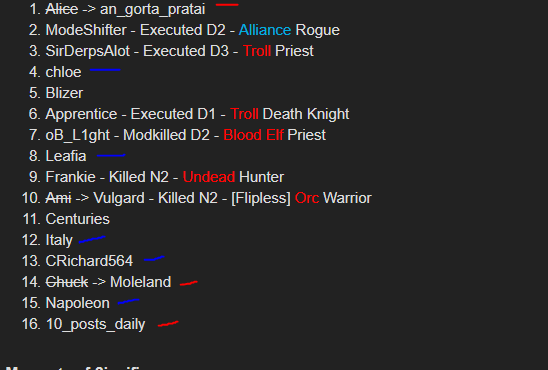 1. Alice -> an_gorta_pratai
2. ModeShifter - Executed D2 - Alliance Rogue
3. SirDerpsAlot - Executed D3 - Troll Priest
4. chloe
5. Blizer
6. Apprentice - Executed D1 - Troll Death Knight
7. oB_L1ght - Modkilled D2 - Blood Elf Priest
8. Leafia
9. Frankie - Killed N2 - Undead Hunter
10. Ami -> Vulgard - Killed N2 - [Flipless] Orc Warrior
11. Centuries
12. Italy
13. CRichard564
14. Chuck -> Moleland
15. Napoleon
16. 10_posts_daily